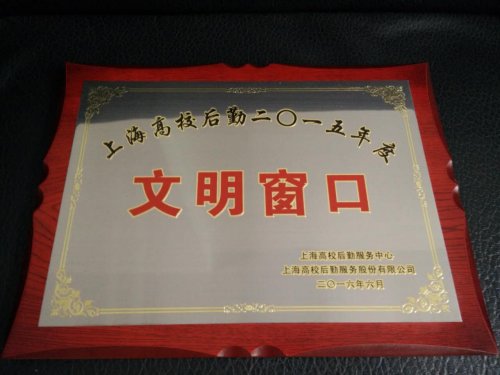 上海高校后勤二〇一五年度
文明窗口
上海高校后勤服务中心
上海高校后勤服务股份有限公司
二〇一六年六月